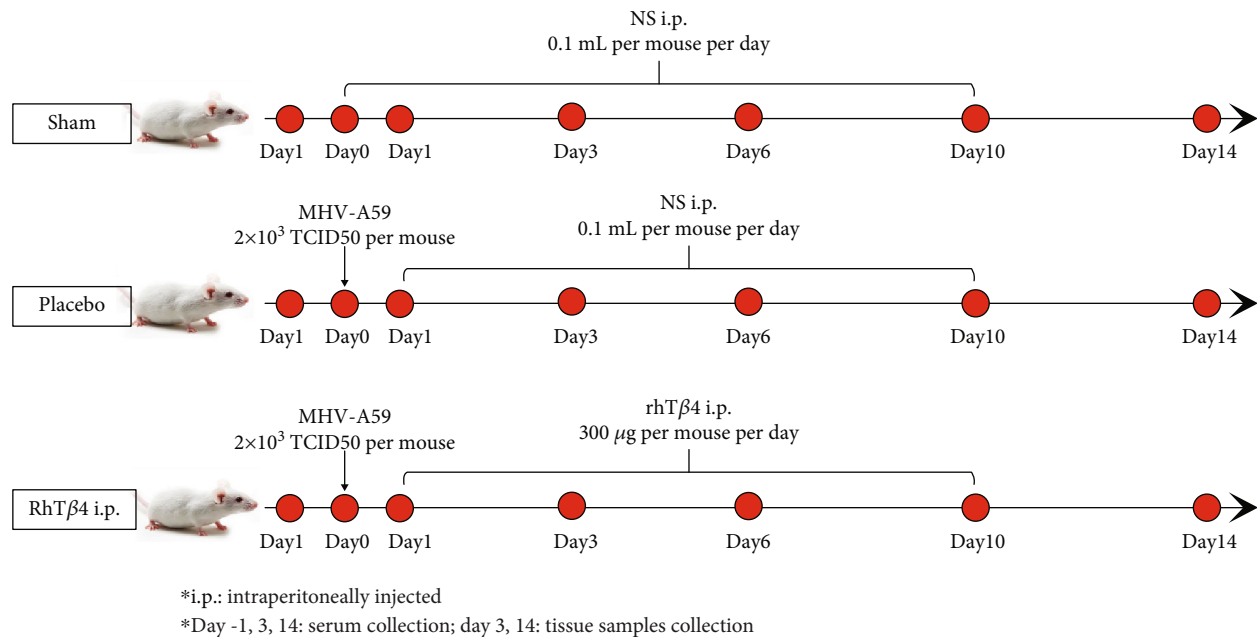 NS i.p.
0.1 mL per mouse per day
Sham
Day1 Day0 Day1 Day3 Day6 Day10 Day14
MHV-A59
2×10³ TCID50 per mouse
NS i.p.
0.1 mL per mouse per day
Placebo
Day1 Day0 Day1 Day3 Day6 Day10 Day14
MHV-A59
2×10³ TCID50 per mouse
rhTβ4 i.p.
300 μg per mouse per day
RhTβ4 i.p.
Day1 Day0 Day1 Day3 Day6 Day10 Day14
*i.p.: intraperitoneally injected
*Day -1, 3, 14: serum collection; day 3, 14: tissue samples collection